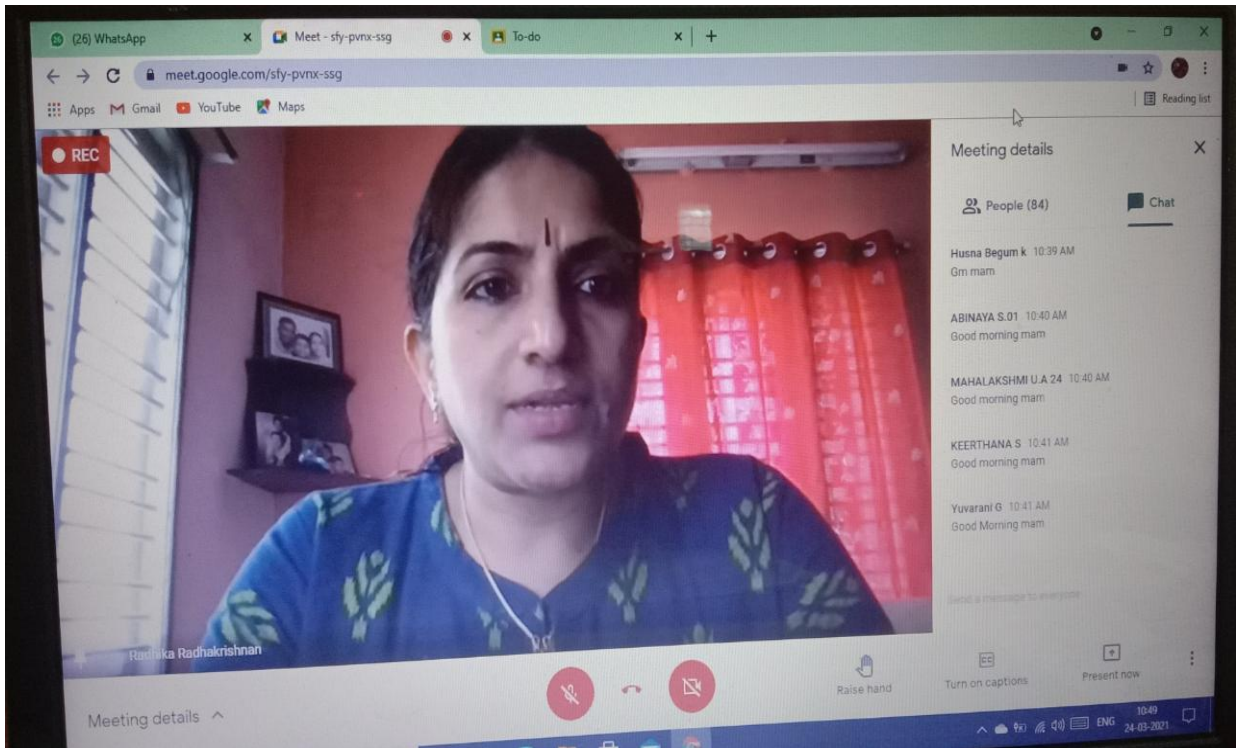 (26) WhatsApp
Meet - sfy-pvnx-ssg
To-do
meet.google.com/sfy-pvnx-ssg
Apps
Gmail
YouTube
Maps
Reading list
REC
Meeting details
People (84)
Chat
Husna Begum k 10:39 AM
Gm mam
ABINAYA S.01 10:40 AM
Good morning mam
MAHALAKSHMI U.A 24 10:40 AM
Good morning mam
KEERTHANA S 10:41 AM
Good morning mam
Yuvarani G 10:41 AM
Good Morning mam
Send a message to everyone
Radhika Radhakrishnan
Raise hand
Turn on captions
Present now
Meeting details
ENG
10:49
24-03-2021